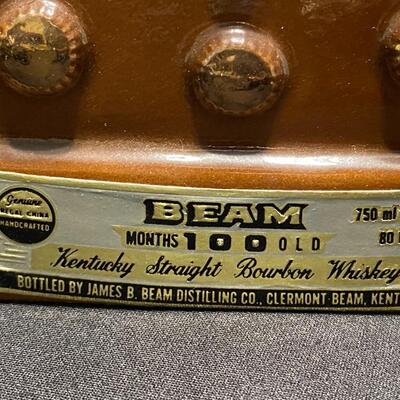 Genuine
REGAL CHINA
HANDCRAFTED
BEAM
MONTHS 100 OLD
750 ml
80
Kentucky Straight Bourbon Whiskey
BOTTLED BY JAMES B. BEAM DISTILLING CO., CLERMONT-BEAM, KENT